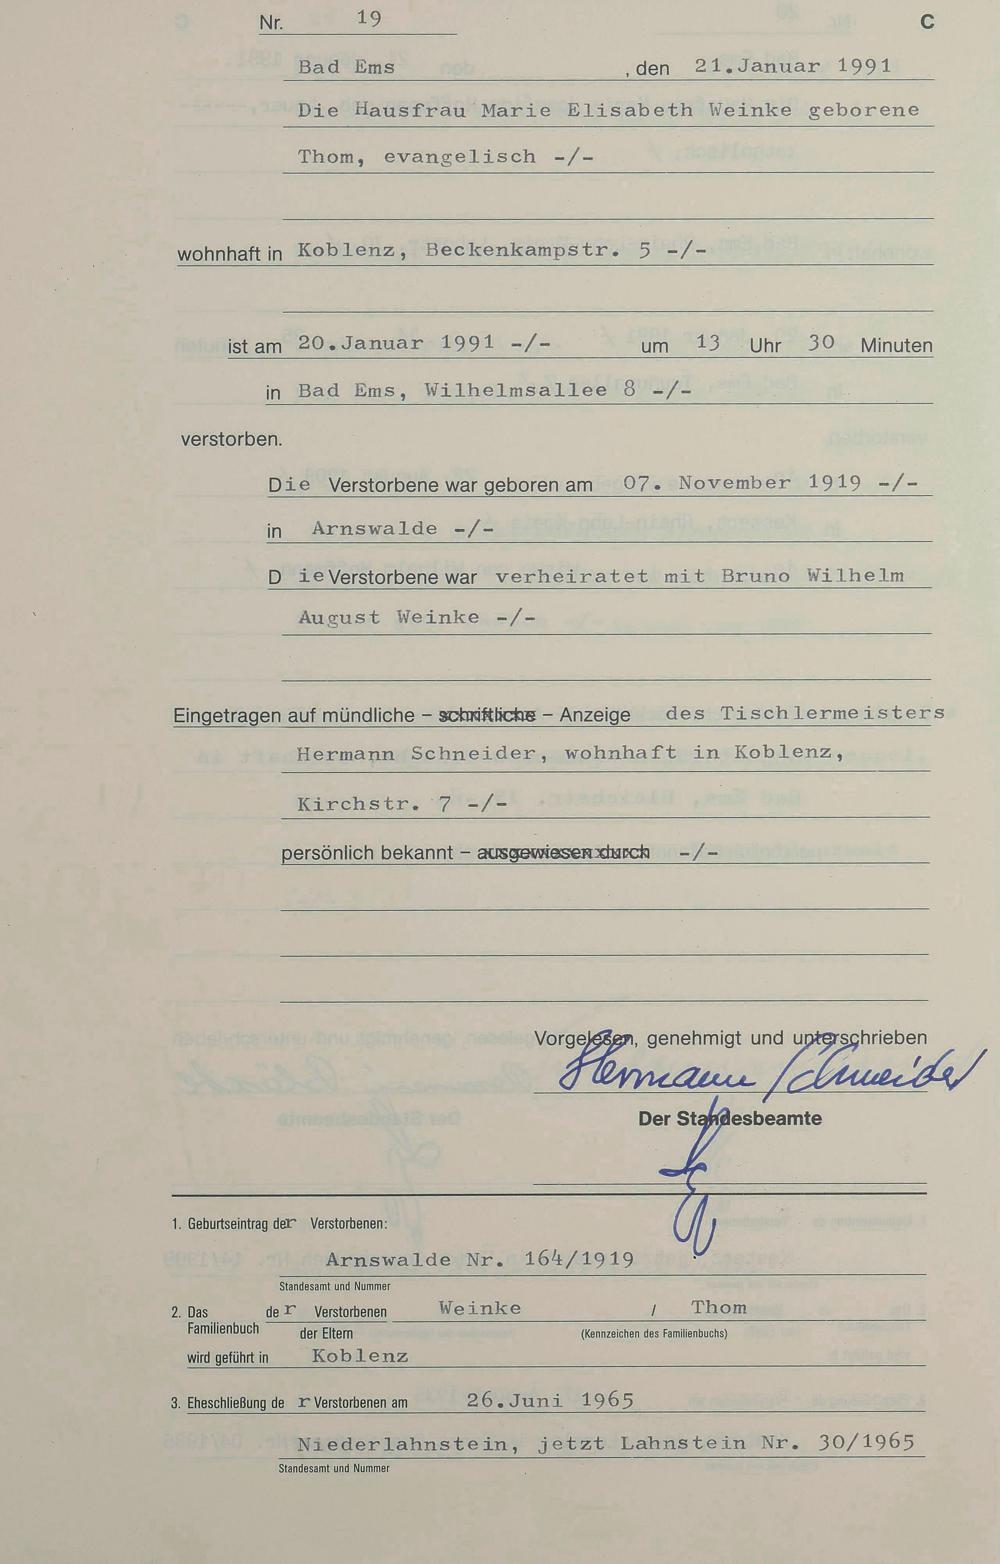 Nr. 19 C
Bad Ems , den 21.Januar 1991
Die Hausfrau Marie Elisabeth Weinke geborene
Thom, evangelisch -/-
wohnhaft in Koblenz, Beckenkampstr. 5 -/-
ist am 20.Januar 1991 -/- um 13 Uhr 30 Minuten
in Bad Ems, Wilhelmsallee 8 -/-
verstorben.
Die Verstorbene war geboren am 07. November 1919 -/-
in Arnswalde -/-
D ie Verstorbene war verheiratet mit Bruno Wilhelm
August Weinke -/-
Eingetragen auf mündliche – schriftliche – Anzeige des Tischlermeisters
Hermann Schneider, wohnhaft in Koblenz,
Kirchstr. 7 -/-
persönlich bekannt – ausgewiesen durch -/-
Vorgelesen, genehmigt und unterschrieben
Hermann Schneider
Der Standesbeamte
1. Geburtseintrag der Verstorbenen:
Arnswalde Nr. 164/1919
Standesamt und Nummer
2. Das de r Verstorbenen Weinke / Thom
Familienbuch der Eltern (Kennzeichen des Familienbuchs)
wird geführt in Koblenz
3. Eheschließung de r Verstorbenen am 26.Juni 1965
Niederlahnstein, jetzt Lahnstein Nr. 30/1965
Standesamt und Nummer